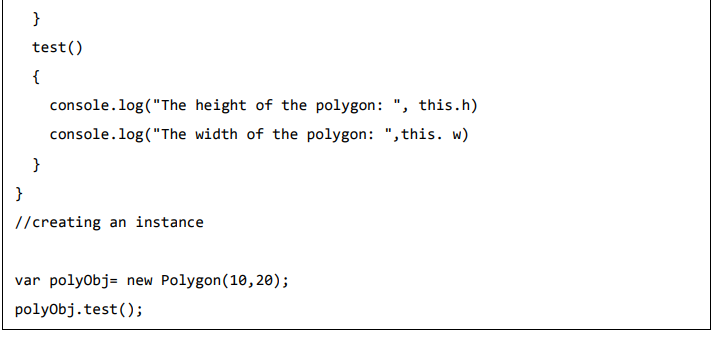 }
test()
{
console.log("The height of the polygon: ", this.h)
console.log("The width of the polygon: ",this. w)
}
}
//creating an instance
var polyObj= new Polygon(10,20);
polyObj.test();